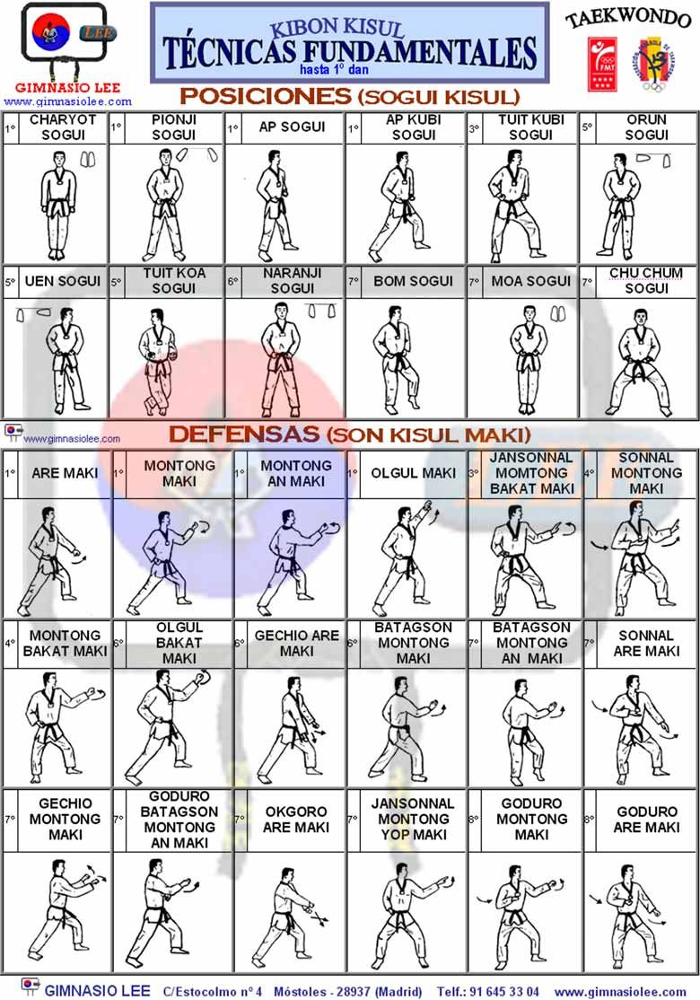 LEE
GIMNASIO LEE
www.gimnasiolee.com
KIBON KISUL
TÉCNICAS FUNDAMENTALES
hasta 1º dan
TAEKWONDO
FMT
POSICIONES (SOGUI KISUL)
1º CHARYOT
SOGUI
1º PIONJI
SOGUI
1º AP SOGUI
1º AP KUBI
SOGUI
3º TUIT KUBI
SOGUI
5º ORUN
SOGUI
5º UEN SOGUI
5º TUIT KOA
SOGUI
6º NARANJI
SOGUI
7º BOM SOGUI
7º MOA SOGUI
7º CHU CHUM
SOGUI
www.gimnasiolee.com
DEFENSAS (SON KISUL MAKI)
LEE
1º ARE MAKI
1º MONTONG
MAKI
1º MONTONG
AN MAKI
1º OLGUL MAKI
3º JANSONNAL
MOMTONG
BAKAT MAKI
4º SONNAL
MONTONG
MAKI
4º MONTONG
BAKAT MAKI
6º OLGUL
BAKAT
MAKI
6º GECHIO ARE
MAKI
6º BATAGSON
MONTONG
MAKI
7º BATAGSON
MONTONG
AN MAKI
7º SONNAL
ARE MAKI
7º GECHIO
MONTONG
MAKI
7º GODURO
BATAGSON
MONTONG
AN MAKI
7º OKGORO
ARE MAKI
7º JANSONNAL
MONTONG
YOP MAKI
8º GODURO
MONTONG
MAKI
8º GODURO
ARE MAKI
GIMNASIO LEE C/Estocolmo nº 4 Móstoles - 28937 (Madrid) Telf.: 91 645 33 04 www.gimnasiolee.com